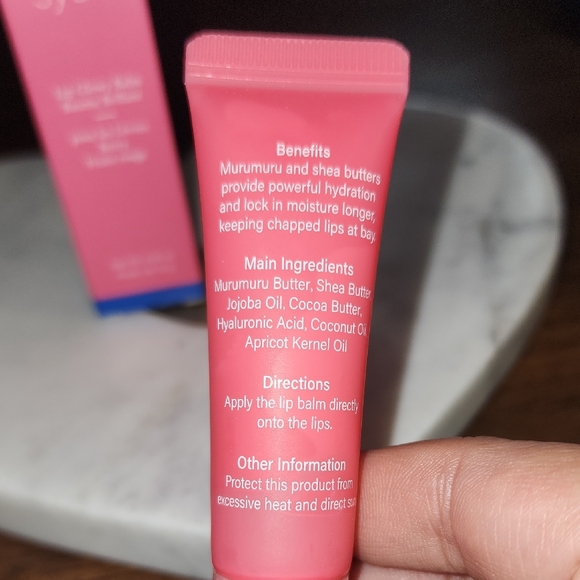 Benefits
Murumuru and shea butters
provide powerful hydration
and lock in moisture longer,
keeping chapped lips at bay.
Main Ingredients
Murumuru Butter, Shea Butter
Jojoba Oil, Cocoa Butter,
Hyaluronic Acid, Coconut Oil
Apricot Kernel Oil
Directions
Apply the lip balm directly
onto the lips.
Other Information
Protect this product from
excessive heat and direct